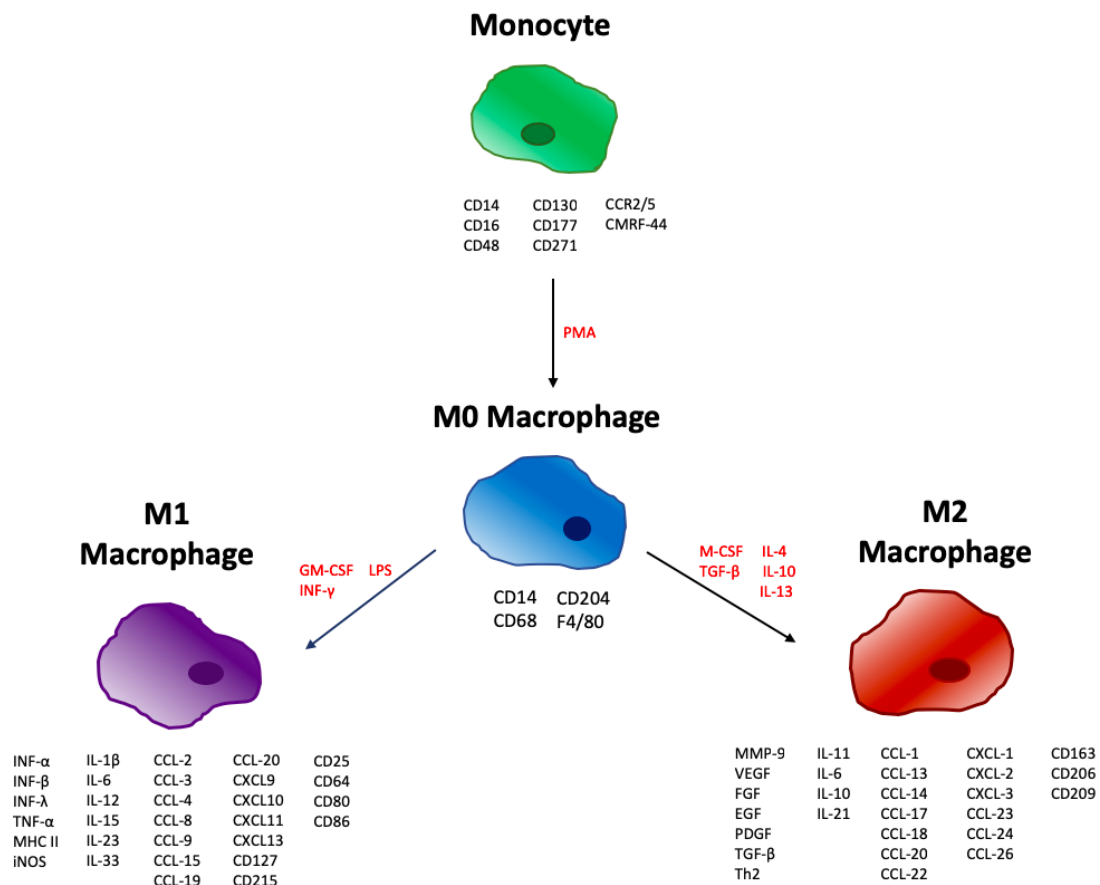 Monocyte
CD14 CD130 CCR2/5
CD16 CD177 CMRF-44
CD48 CD271
PMA
M0 Macrophage
M1
Macrophage
GM-CSF LPS
INF-γ
CD14 CD204
CD68 F4/80
M-CSF IL-4
TGF-β IL-10
IL-13
M2
Macrophage
INF-α IL-1β CCL-2 CCL-20 CD25
INF-β IL-6 CCL-3 CXCL9 CD64
INF-λ IL-12 CCL-4 CXCL10 CD80
TNF-α IL-15 CCL-8 CXCL11 CD86
MHC II IL-23 CCL-9 CXCL13
iNOS IL-33 CCL-15 CD127
CCL-19 CD215
MMP-9 IL-11 CCL-1 CXCL-1 CD163
VEGF IL-6 CCL-13 CXCL-2 CD206
FGF IL-10 CCL-14 CXCL-3 CD209
EGF IL-21 CCL-17 CCL-23
PDGF CCL-18 CCL-24
TGF-β CCL-20 CCL-26
Th2 CCL-22